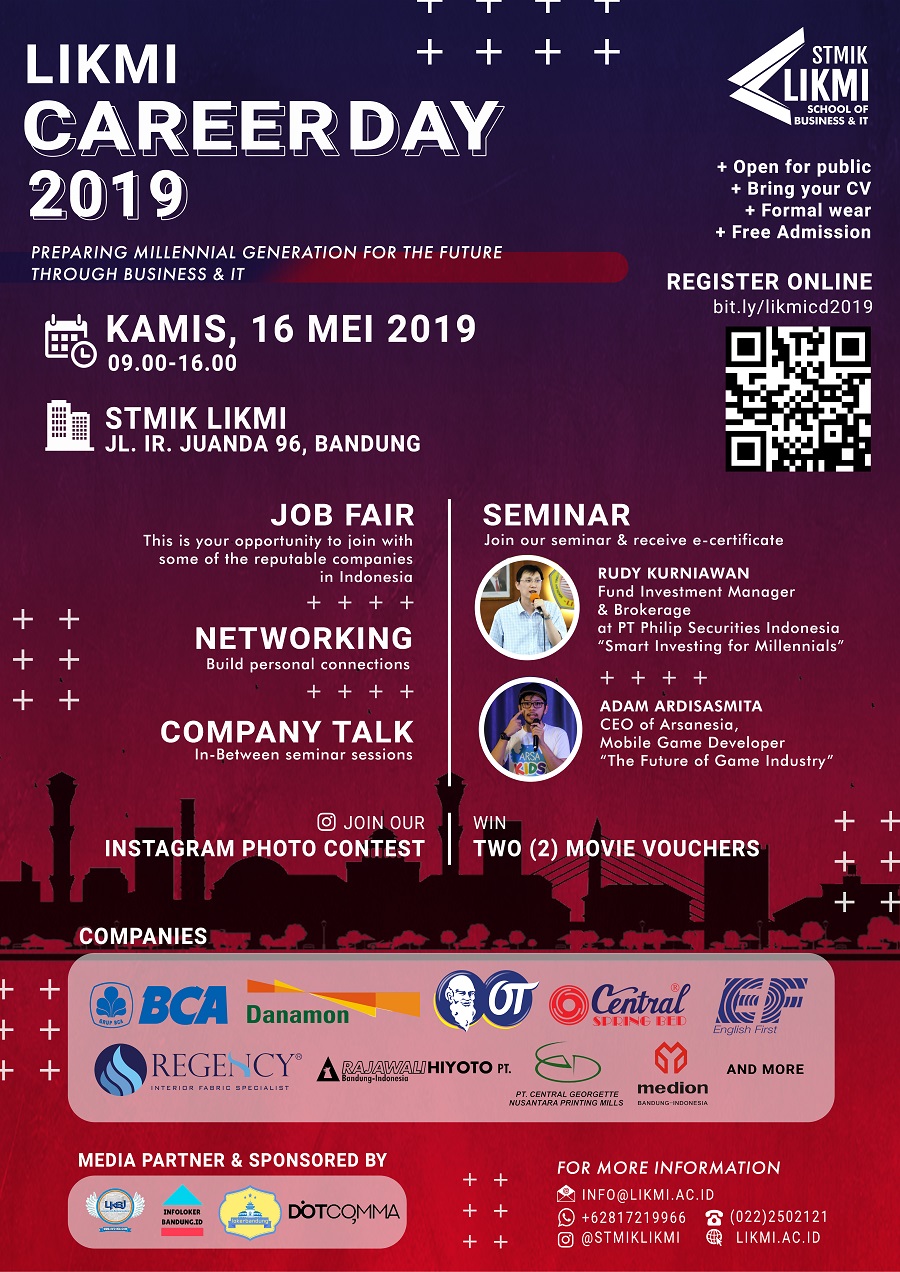 LIKMI
CAREER DAY
2019
PREPARING MILLENNIAL GENERATION FOR THE FUTURE
THROUGH BUSINESS & IT
STMIK
LIKMI
SCHOOL OF
BUSINESS & IT
+ Open for public
+ Bring your CV
+ Formal wear
+ Free Admission
REGISTER ONLINE
bit.ly/likmicd2019
KAMIS, 16 MEI 2019
09.00-16.00
STMIK LIKMI
JL. IR. JUANDA 96, BANDUNG
JOB FAIR
This is your opportunity to join with
some of the reputable companies
in Indonesia
NETWORKING
Build personal connections
COMPANY TALK
In-Between seminar sessions
SEMINAR
Join our seminar & receive e-certificate
RUDY KURNIAWAN
Fund Investment Manager
& Brokerage
at PT Philip Securities Indonesia
"Smart Investing for Millennials"
ADAM ARDISASMITA
CEO of Arsanesia,
Mobile Game Developer
"The Future of Game Industry"
ARSA
KIDS
JOIN OUR
INSTAGRAM PHOTO CONTEST
WIN
TWO (2) MOVIE VOUCHERS
COMPANIES
BCA
GRUP BCA
Danamon
OT
Central®
SPRING BED
EF
English First
REGENCY®
INTERIOR FABRIC SPECIALIST
RAJAWALI HIYOTO PT.
Bandung-Indonesia
PT. CENTRAL GEORGETTE
NUSANTARA PRINTING MILLS
medion
BANDUNG-INDONESIA
AND MORE
MEDIA PARTNER & SPONSORED BY
INFOLOKER
BANDUNG.ID
lokerbandung
DOTCOMMA
FOR MORE INFORMATION
INFO@LIKMI.AC.ID
+62817219966
(022)2502121
@STMIKLIKMI
LIKMI.AC.ID